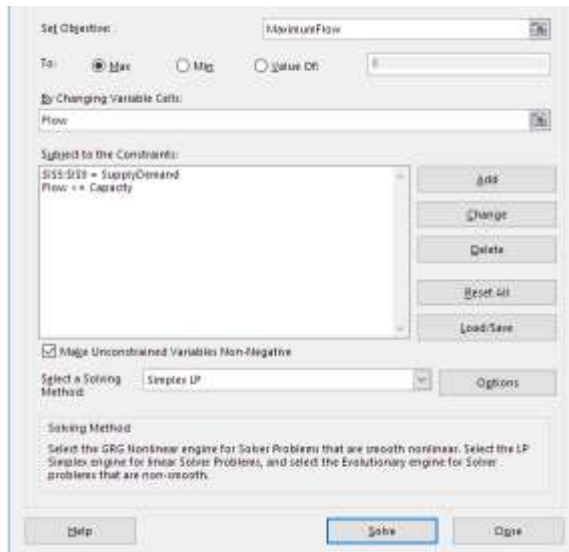 Set Objective: MaximumFlow
To: Max Min Value Of: 0
By Changing Variable Cells:
Flow
Subject to the Constraints:
$I$3:$I$9 = SupplyDemand
Flow <= Capacity
Add
Change
Delete
Reset All
Load/Save
Make Unconstrained Variables Non-Negative
Select a Solving Method: Simplex LP Options
Solving Method
Select the GRG Nonlinear engine for Solver Problems that are smooth nonlinear. Select the LP
Simplex engine for linear Solver Problems, and select the Evolutionary engine for Solver
problems that are non-smooth.
Help Solve Close